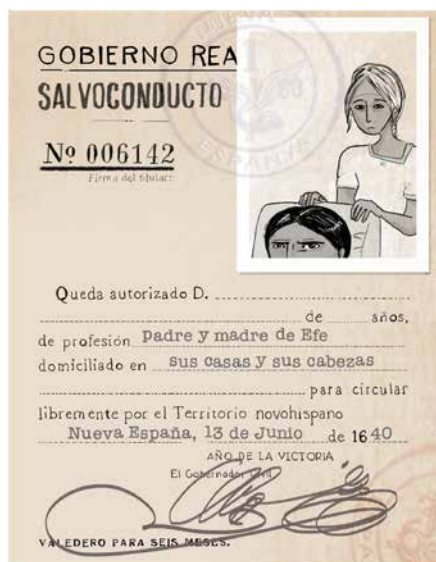 GOBIERNO REA
SALVOCONDUCTO
Nº 006142
Firma del titular:
Queda autorizado D.
de años,
de profesión padre y madre de Efe
domiciliado en sus casas y sus cabezas
para circular
libremente por el Territorio novohispano
Nueva España, 13 de Junio de 1640
AÑO DE LA VICTORIA
El Gobernador Civil
VALEDERO PARA SEIS MESES.